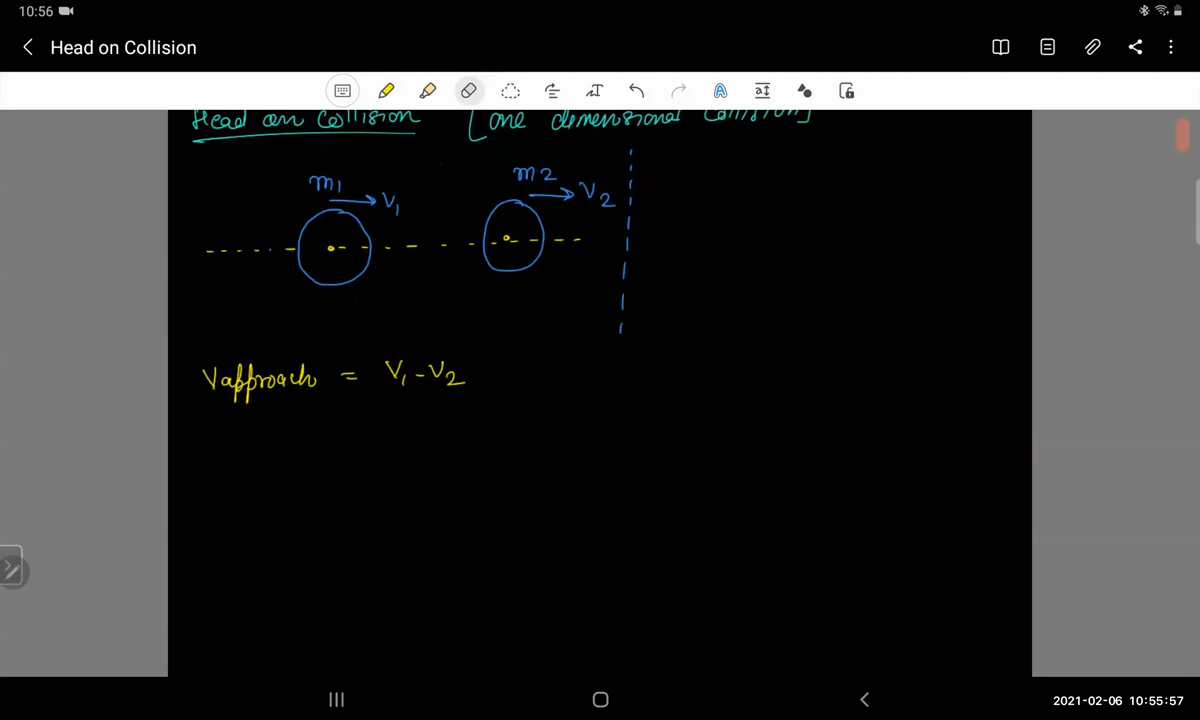 10:56
Head on Collision
Head on Collision [one dimensional Collision]
m1 m2
V1 V2
Vapproach = V1 - V2
2021-02-06 10:55:57